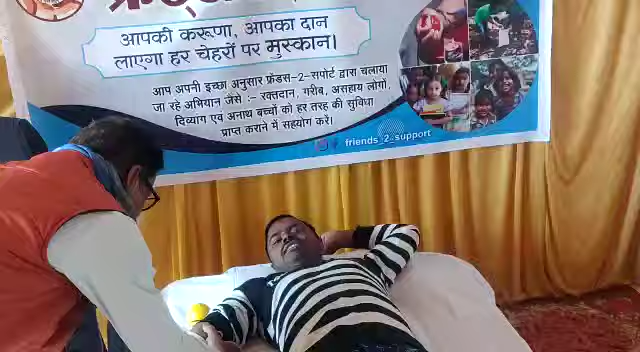 आपकी करूणा, आपका दान
लाएगा हर चेहरों पर मुस्कान।
आप अपनी इच्छा अनुसार फ्रेंडस-2-सपोर्ट द्वारा चलाया
जा रहे अभियान जैसे :- रक्तदान, गरीब, असहाय लोगों,
दिव्याग एवं अनाथ बच्चों को हर तरह की सुविधा
प्राप्त कराने में सहयोग करें।
friends_2_support